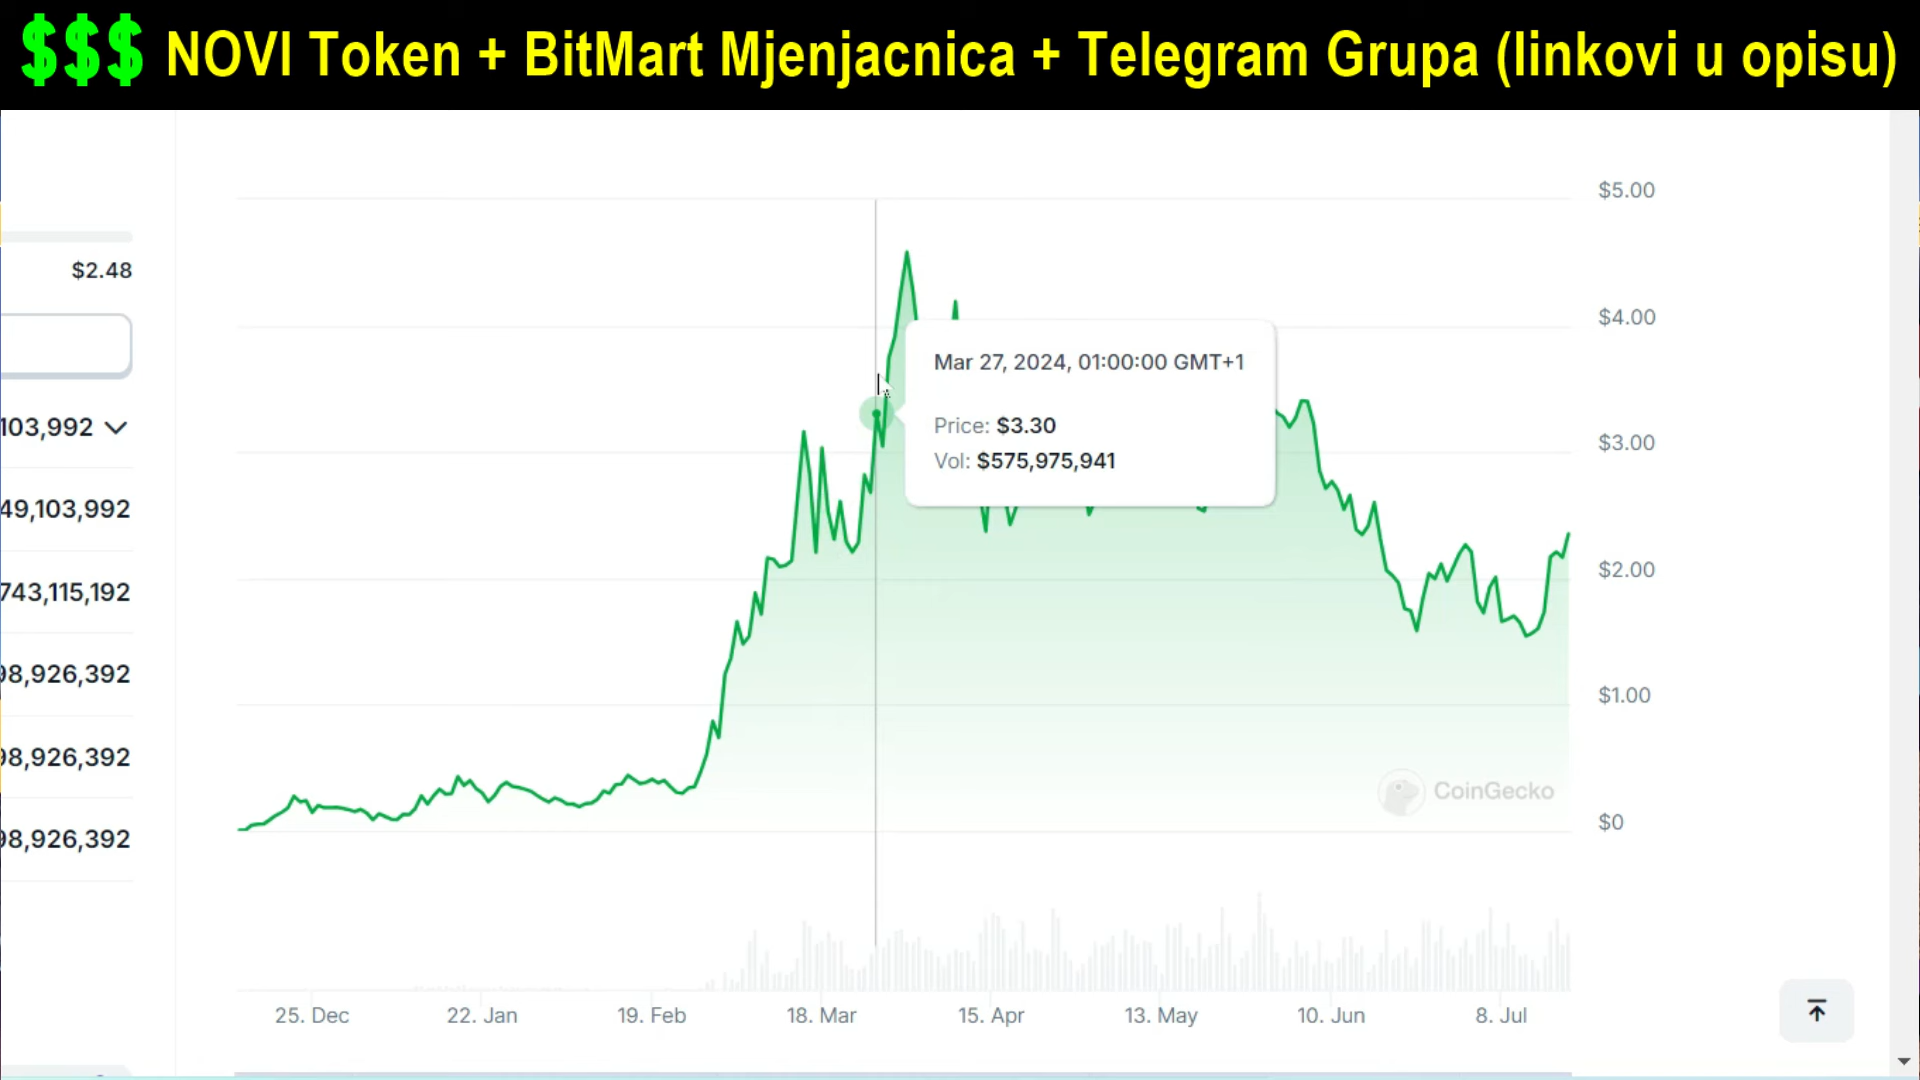 $$$ NOVI Token + BitMart Mjenjacnica + Telegram Grupa (linkovi u opisu)
$2.48
103,992
49,103,992
743,115,192
98,926,392
98,926,392
98,926,392
Mar 27, 2024, 01:00:00 GMT+1
Price: $3.30
Vol: $575,975,941
$5.00
$4.00
$3.00
$2.00
$1.00
$0
CoinGecko
25. Dec
22. Jan
19. Feb
18. Mar
15. Apr
13. May
10. Jun
8. Jul